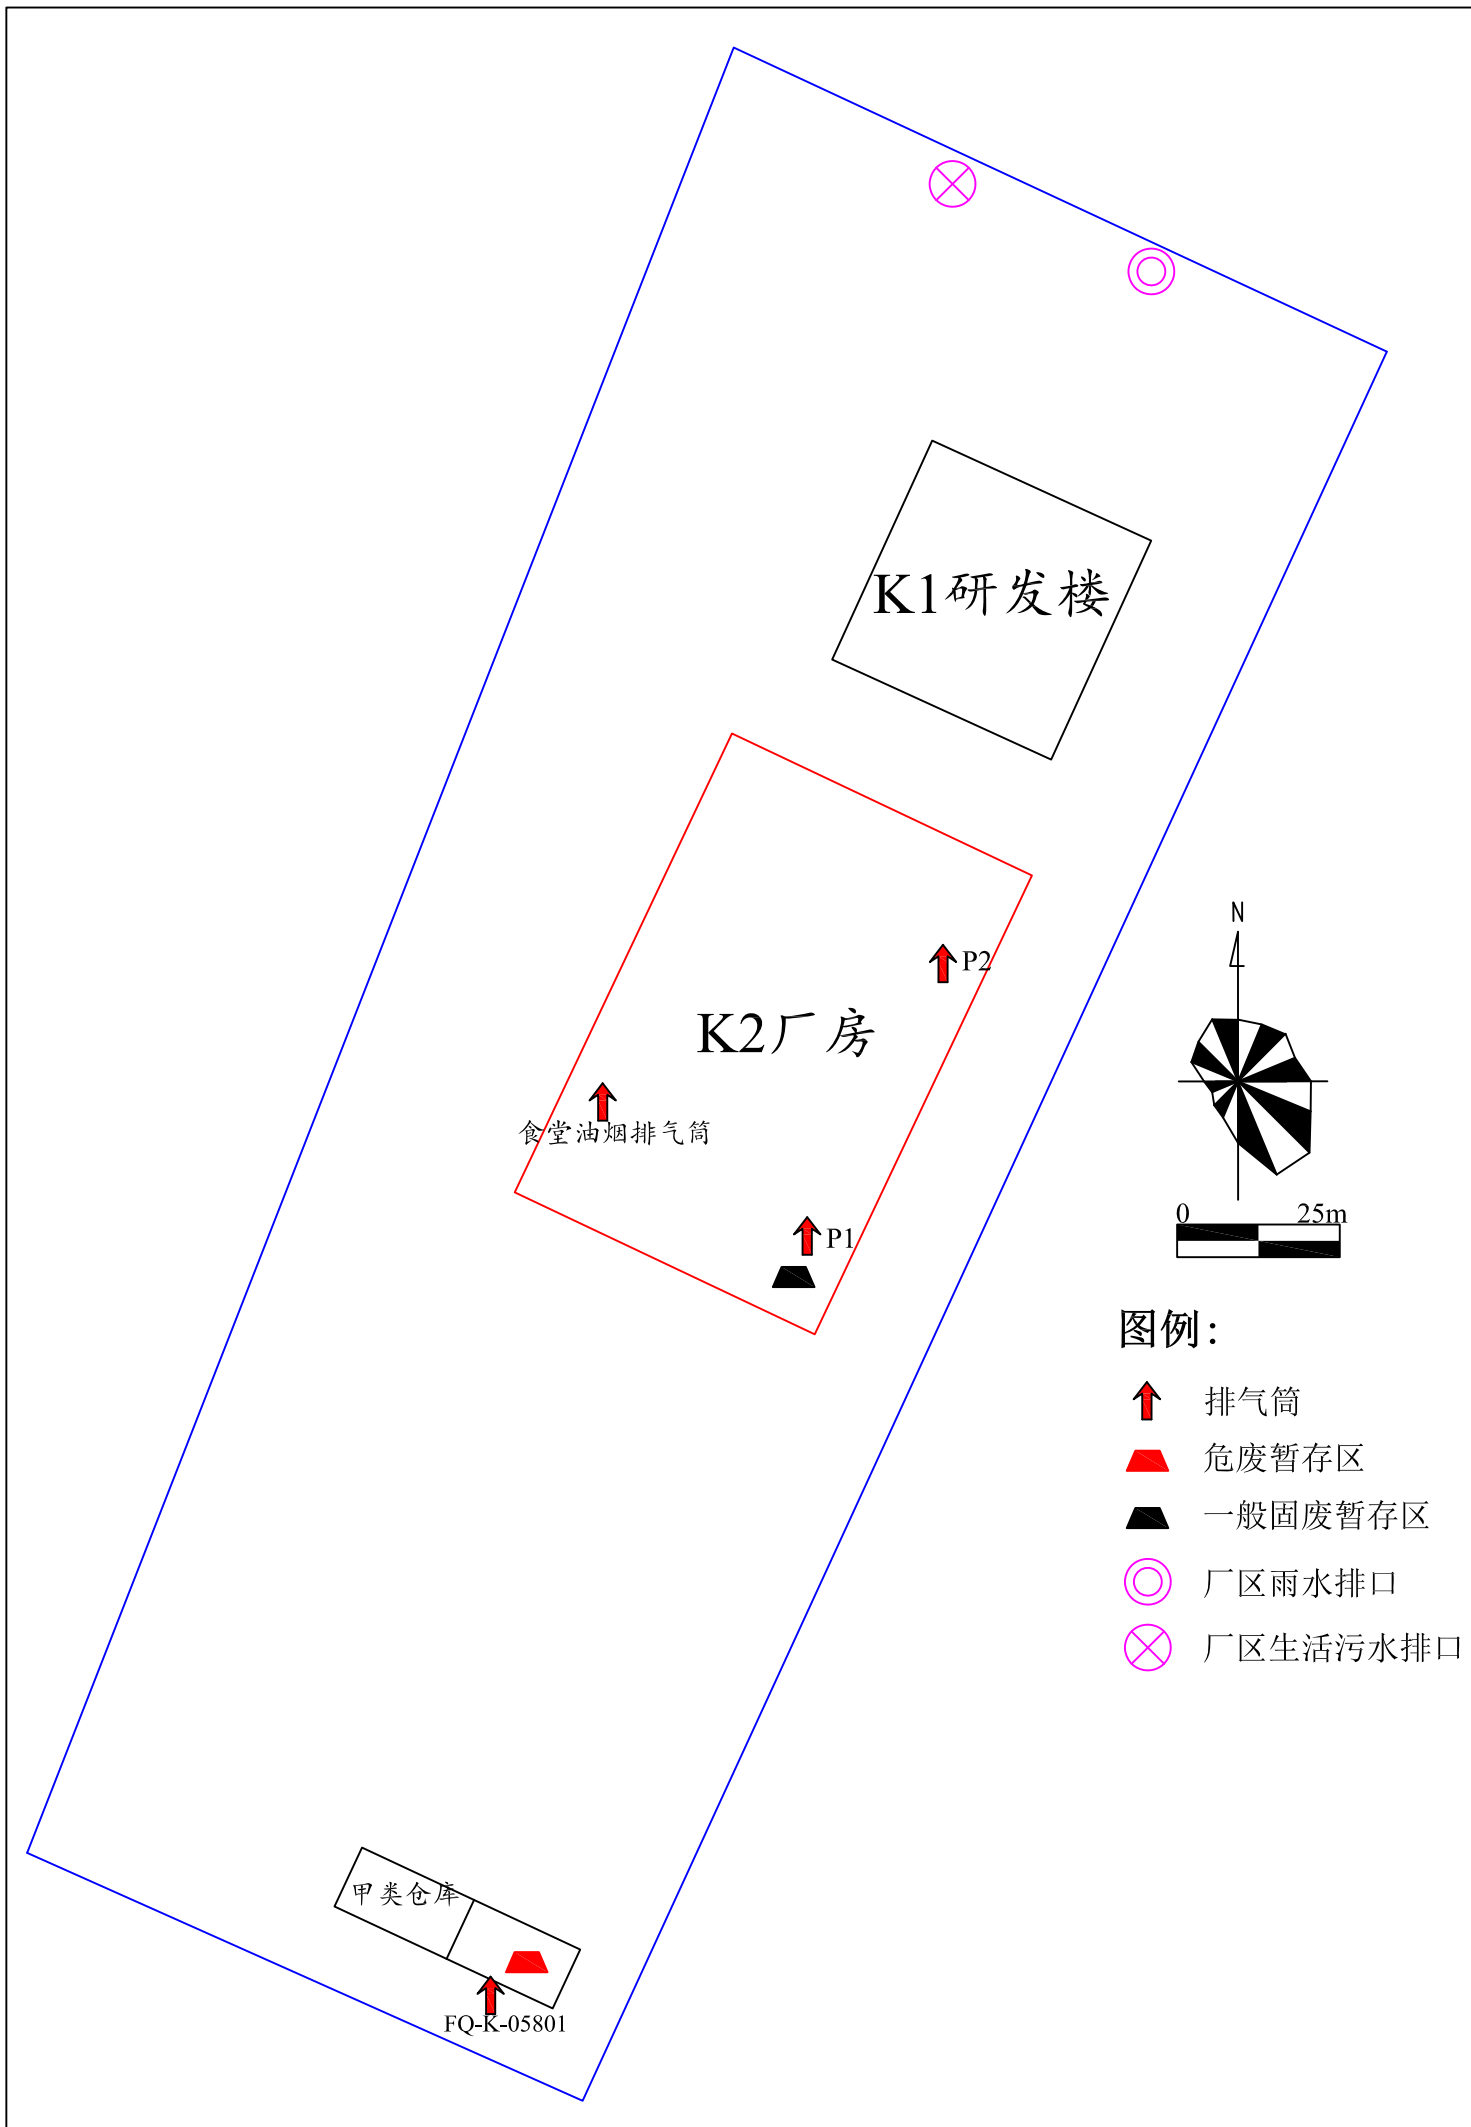 K1研发楼
N
P2
K2厂房
食堂油烟排气筒
P1
0 25m
图例：
排气筒
危废暂存区
一般固废暂存区
厂区雨水排口
厂区生活污水排口
甲类仓库
FQ-K-05801